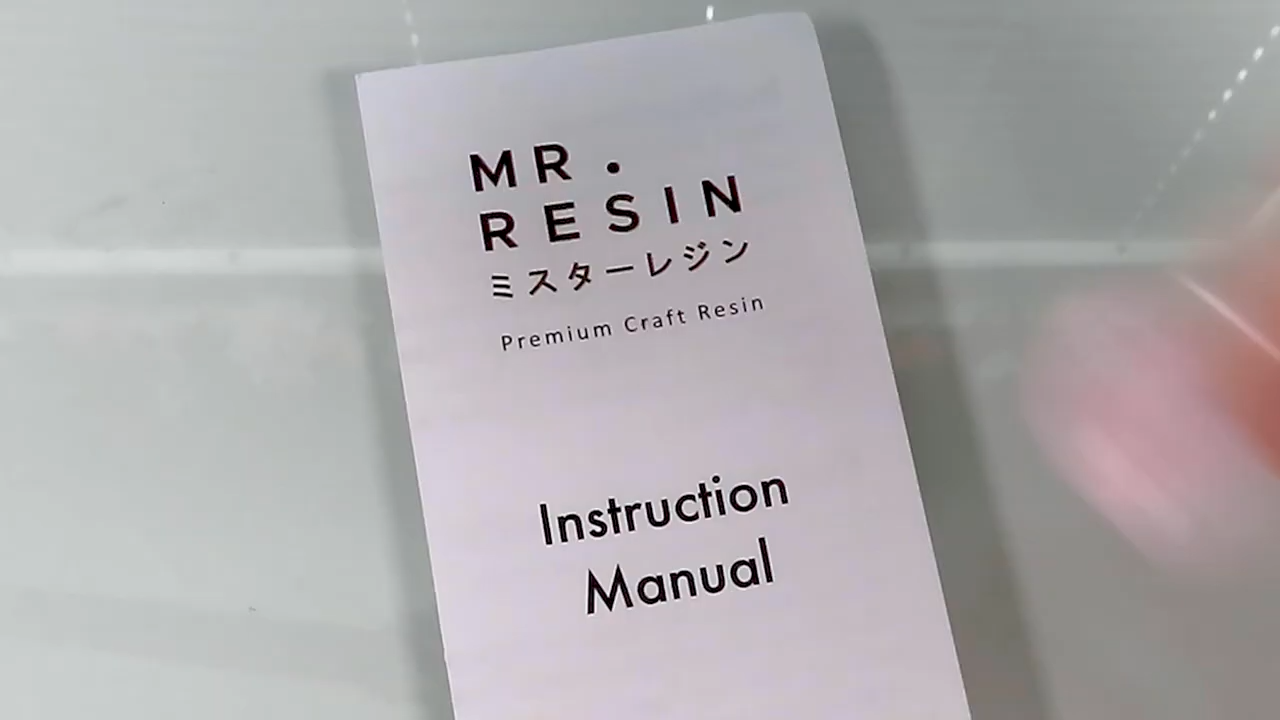 MR.
RESIN
ミスターレジン
Premium Craft Resin
Instruction
Manual